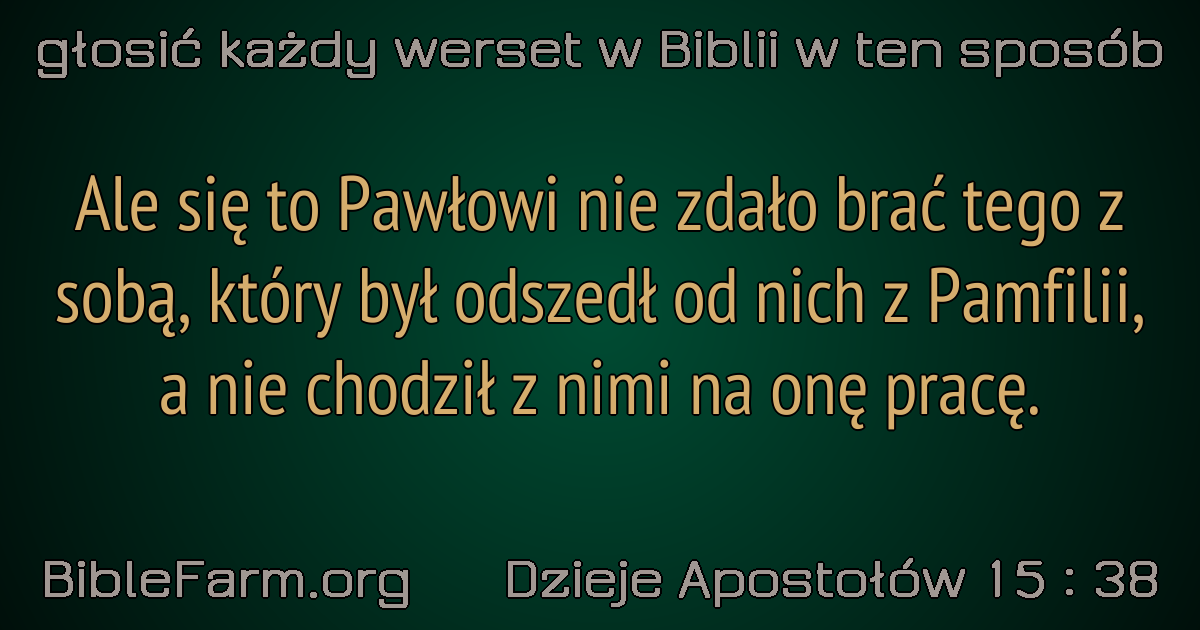 głosić każdy werset w Biblii w ten sposób
Ale się to Pawłowi nie zdało brać tego z
sobą, który był odszedł od nich z Pamfilii,
a nie chodził z nimi na onę pracę.
BibleFarm.org Dzieje Apostołów 15 : 38